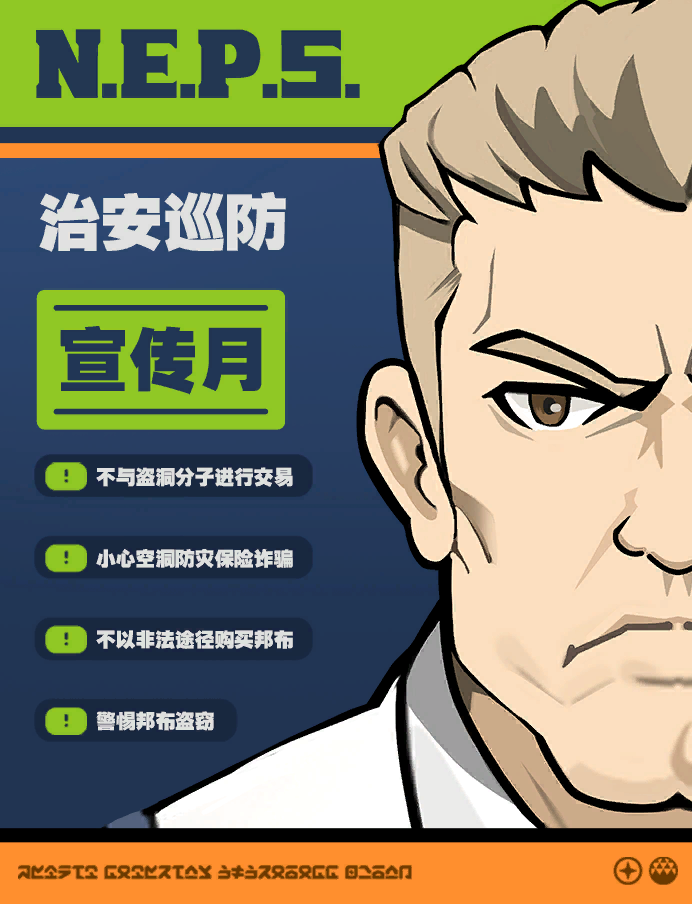 N.E.P.S.
治安巡防
宣传月
! 不与盗洞分子进行交易
! 小心空洞防灾保险诈骗
! 不以非法途径购买邦布
! 警惕邦布盗窃